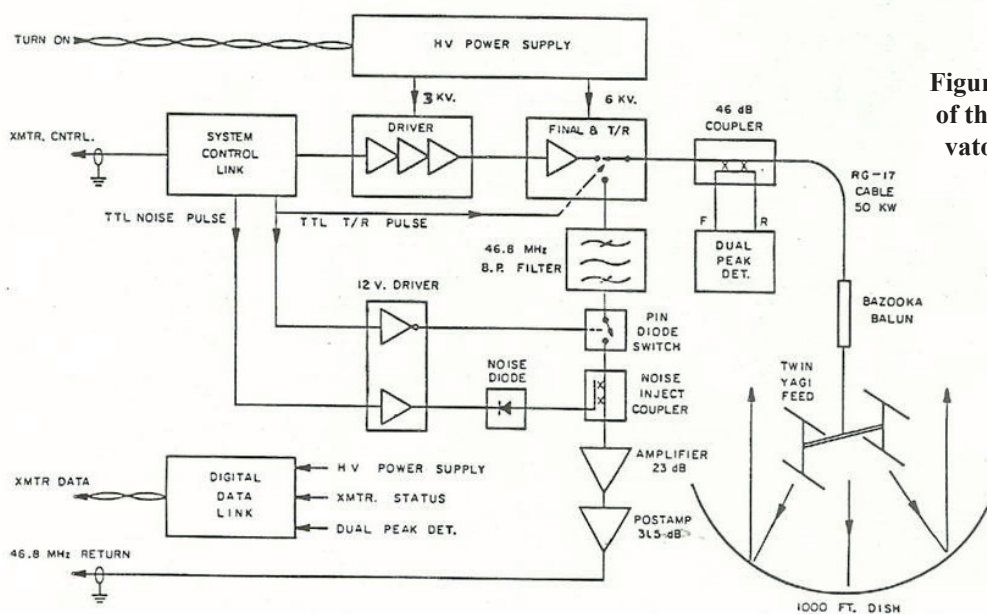 TURN ON
HV POWER SUPPLY
3 KV.
6 KV.
Figur
of th
vato
46 dB
COUPLER
XMTR. CNTRL.
SYSTEM
CONTROL
LINK
DRIVER
FINAL & T/R
RG-17
CABLE
50 KW
TTL NOISE PULSE
TTL T/R PULSE
F
R
DUAL
PEAK
DET.
46.8 MHz
B.P. FILTER
12 V. DRIVER
BAZOOKA
BALUN
PIN
DIODE
SWITCH
NOISE
DIODE
NOISE
INJECT
COUPLER
TWIN
YAGI
FEED
AMPLIFIER
23 dB
XMTR DATA
DIGITAL
DATA
LINK
HV POWER SUPPLY
XMTR. STATUS
DUAL PEAK DET.
POSTAMP
31.5 dB
46.8 MHz RETURN
1000 FT. DISH